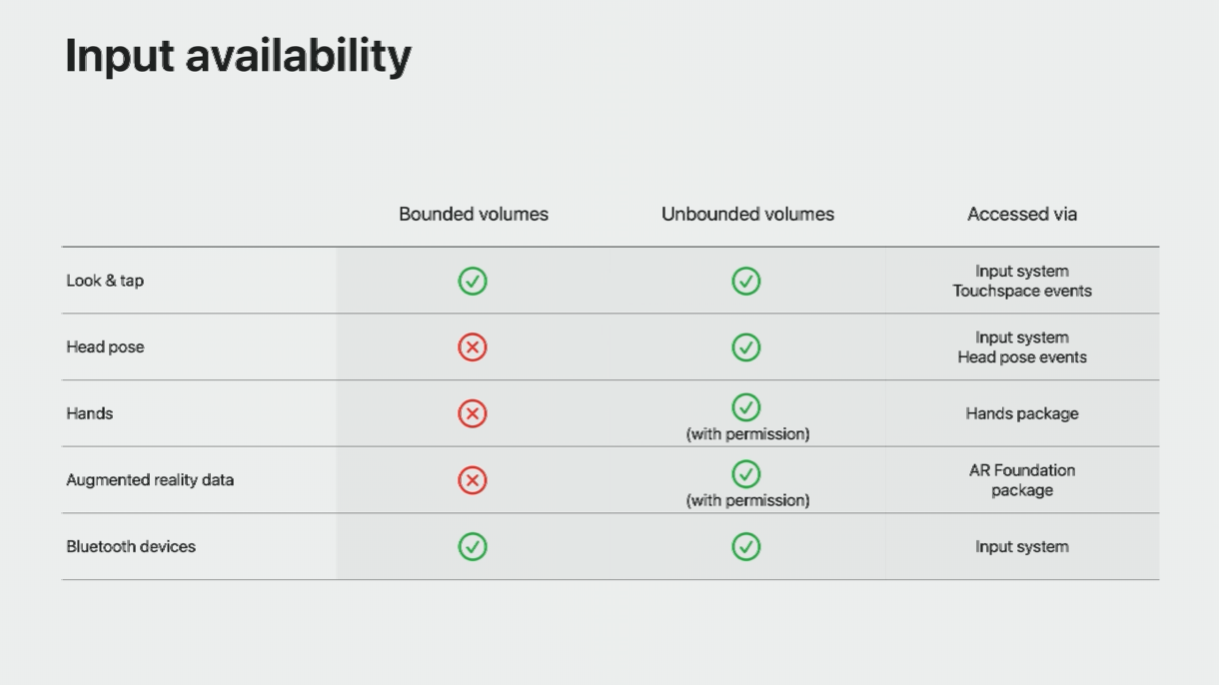 Input availability
Bounded volumes Unbounded volumes Accessed via
Look & tap
Input system
Touchspace events
Head pose
Input system
Head pose events
Hands
(with permission)
Hands package
Augmented reality data
(with permission)
AR Foundation
package
Bluetooth devices
Input system